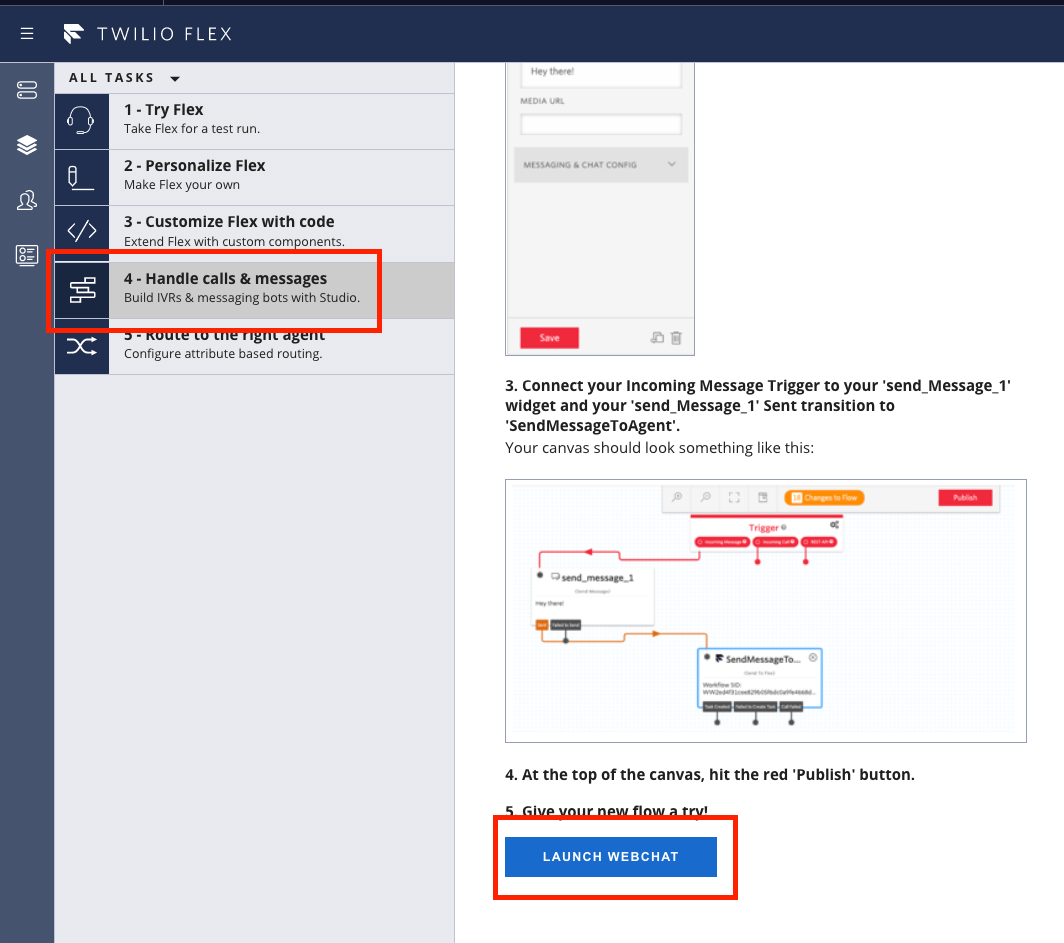 TWILIO FLEX
ALL TASKS
1 - Try Flex
Take Flex for a test run.
2 - Personalize Flex
Make Flex your own
3 - Customize Flex with code
Extend Flex with custom components.
4 - Handle calls & messages
Build IVRs & messaging bots with Studio.
5 - Route to the right agent
Configure attribute based routing.
Hey there!
MEDIA URL
MESSAGING & CHAT CONFIG
Save
3. Connect your Incoming Message Trigger to your 'send_Message_1'
widget and your 'send_Message_1' Sent transition to
'SendMessageToAgent'.
Your canvas should look something like this:
Changes to Flow
Publish
Trigger
Incoming Message
Incoming Call
REST API
send_message_1
(Send Message)
Hey there!
Sent
Failed to Send
SendMessageTo...
(Send To Flex)
Workflow SID:
Task Created
Failed to Create Task
Call Failed
4. At the top of the canvas, hit the red 'Publish' button.
5. Give your new flow a try!
LAUNCH WEBCHAT